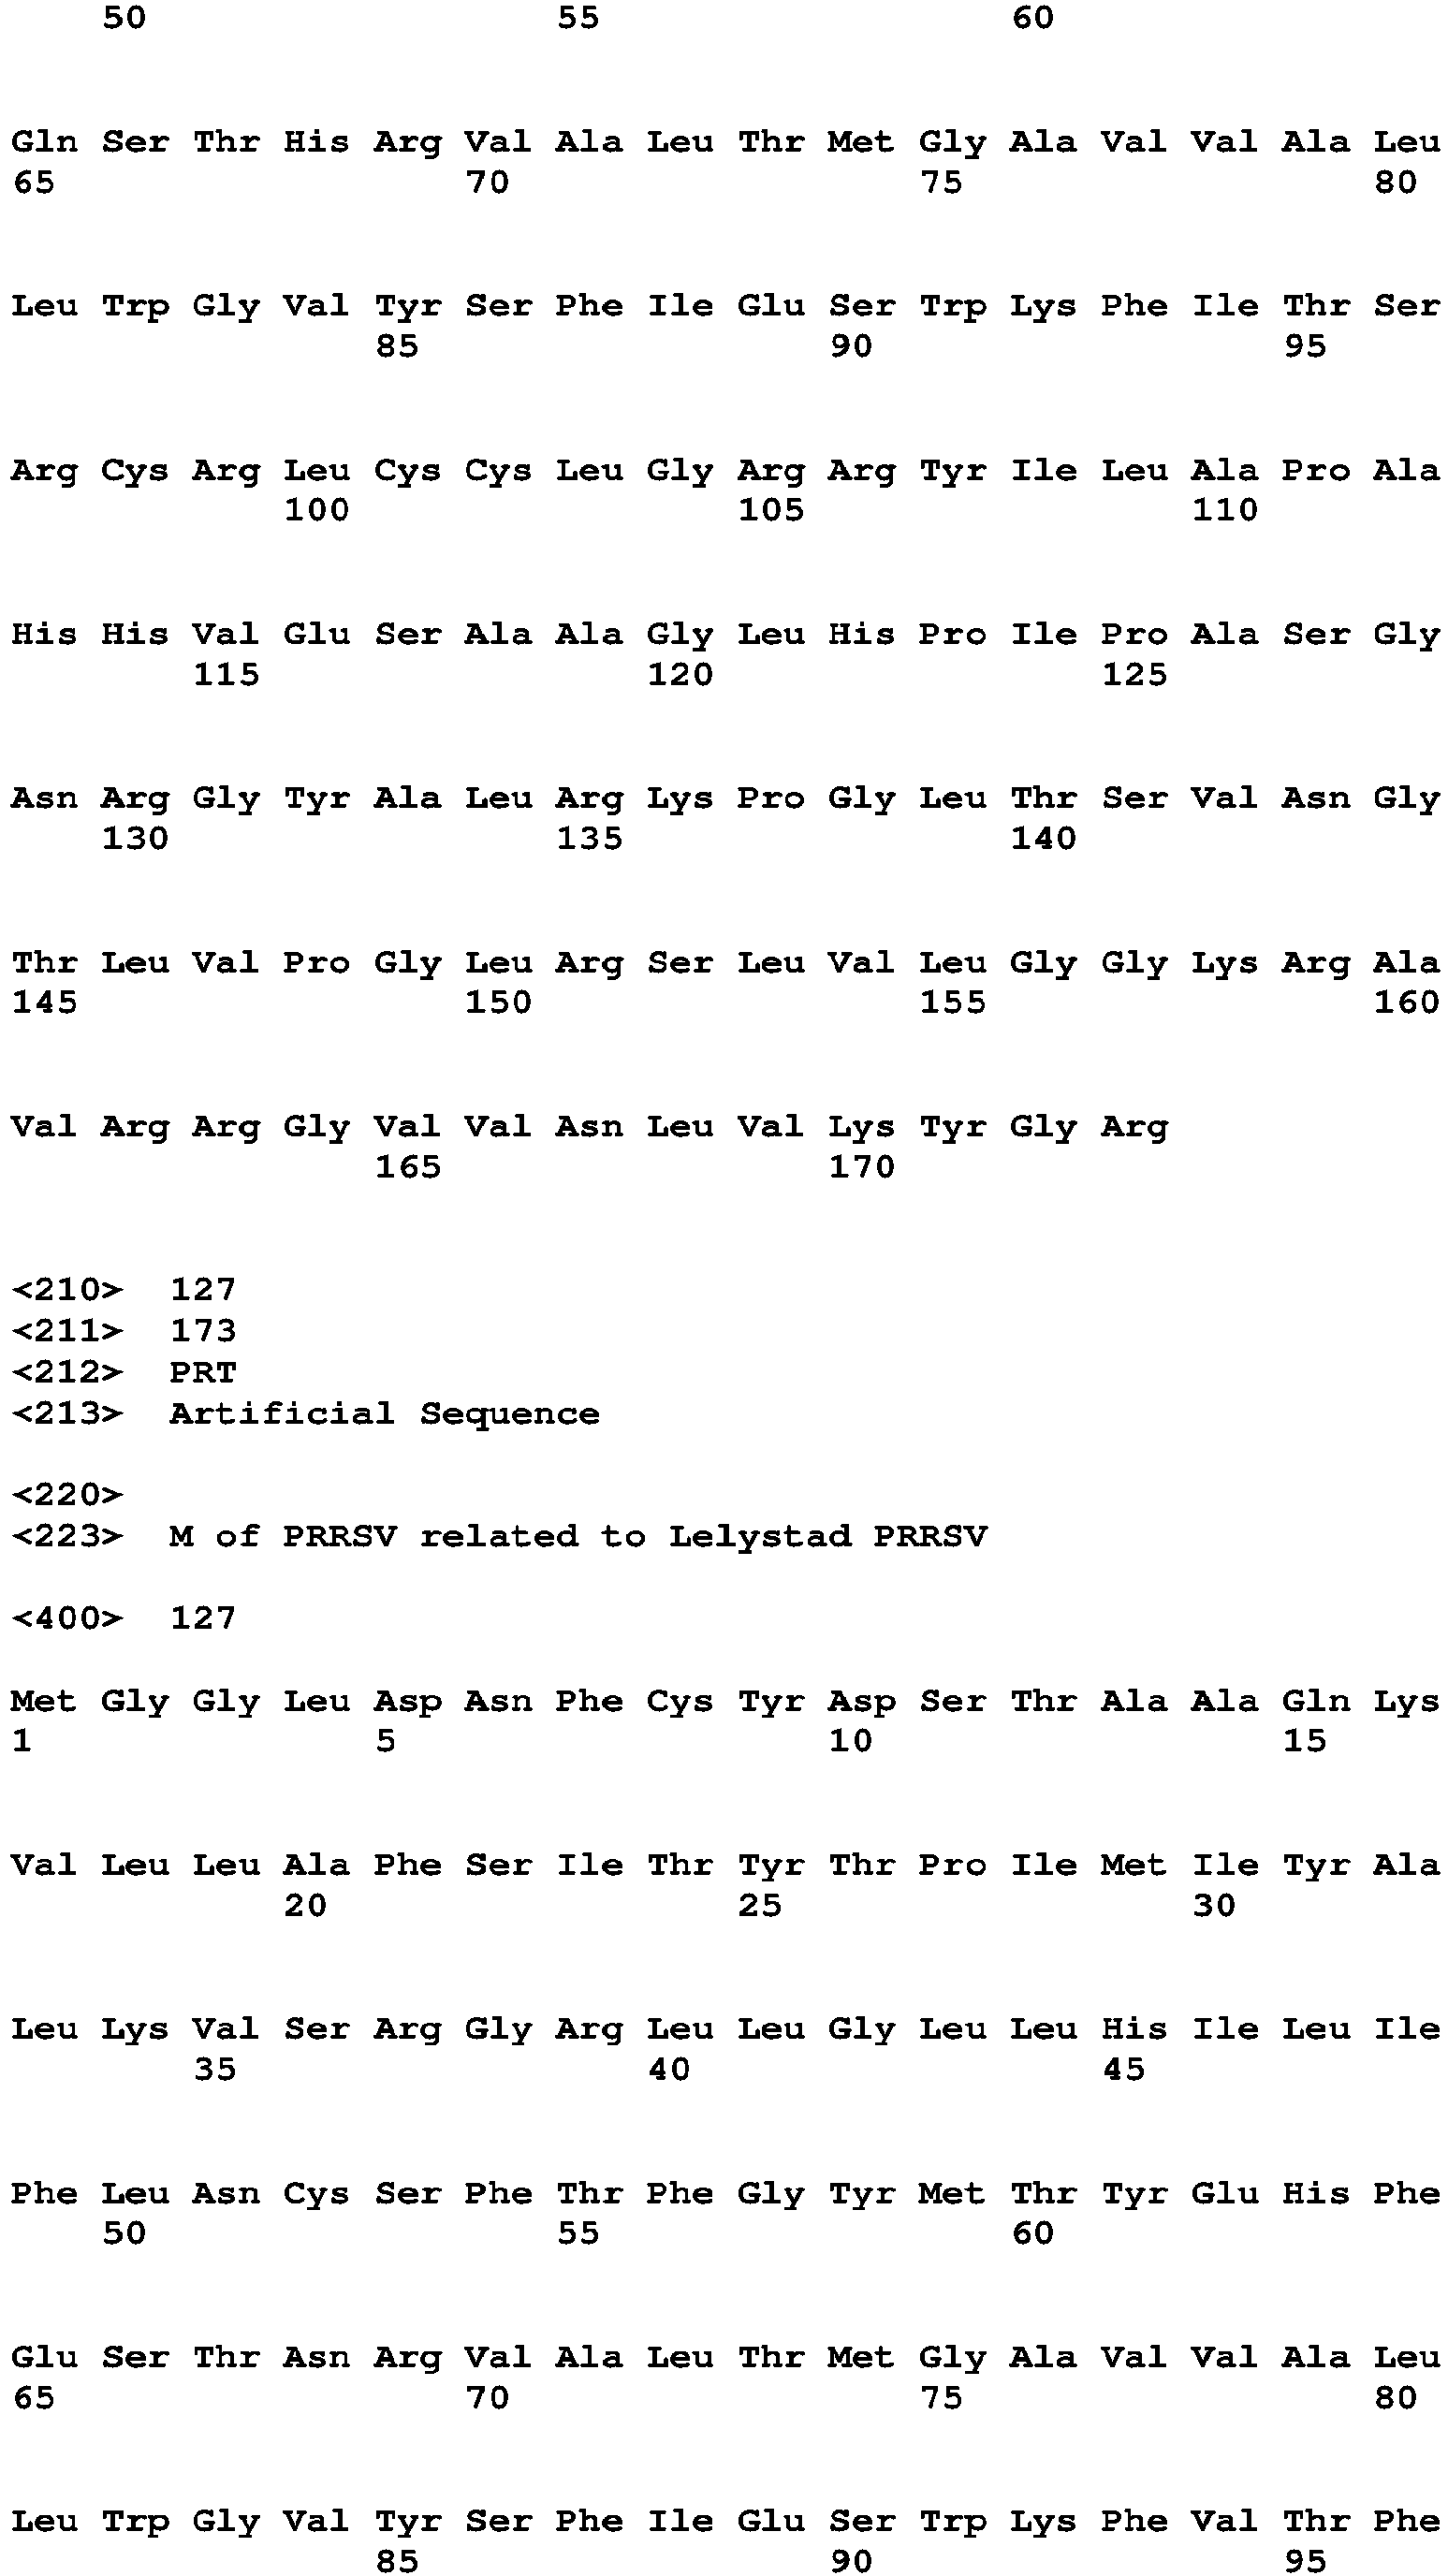 50 55 60
Gln Ser Thr His Arg Val Ala Leu Thr Met Gly Ala Val Val Ala Leu
65 70 75 80
Leu Trp Gly Val Tyr Ser Phe Ile Glu Ser Trp Lys Phe Ile Thr Ser
85 90 95
Arg Cys Arg Leu Cys Cys Leu Gly Arg Arg Tyr Ile Leu Ala Pro Ala
100 105 110
His His Val Glu Ser Ala Ala Gly Leu His Pro Ile Pro Ala Ser Gly
115 120 125
Asn Arg Gly Tyr Ala Leu Arg Lys Pro Gly Leu Thr Ser Val Asn Gly
130 135 140
Thr Leu Val Pro Gly Leu Arg Ser Leu Val Leu Gly Gly Lys Arg Ala
145 150 155 160
Val Arg Arg Gly Val Val Asn Leu Val Lys Tyr Gly Arg
165 170
<210> 127
<211> 173
<212> PRT
<213> Artificial Sequence
<220>
<223> M of PRRSV related to Lelystad PRRSV
<400> 127
Met Gly Gly Leu Asp Asn Phe Cys Tyr Asp Ser Thr Ala Ala Gln Lys
1 5 10 15
Val Leu Leu Ala Phe Ser Ile Thr Tyr Thr Pro Ile Met Ile Tyr Ala
20 25 30
Leu Lys Val Ser Arg Gly Arg Leu Leu Gly Leu Leu His Ile Leu Ile
35 40 45
Phe Leu Asn Cys Ser Phe Thr Phe Gly Tyr Met Thr Tyr Glu His Phe
50 55 60
Glu Ser Thr Asn Arg Val Ala Leu Thr Met Gly Ala Val Val Ala Leu
65 70 75 80
Leu Trp Gly Val Tyr Ser Phe Ile Glu Ser Trp Lys Phe Val Thr Phe
85 90 95